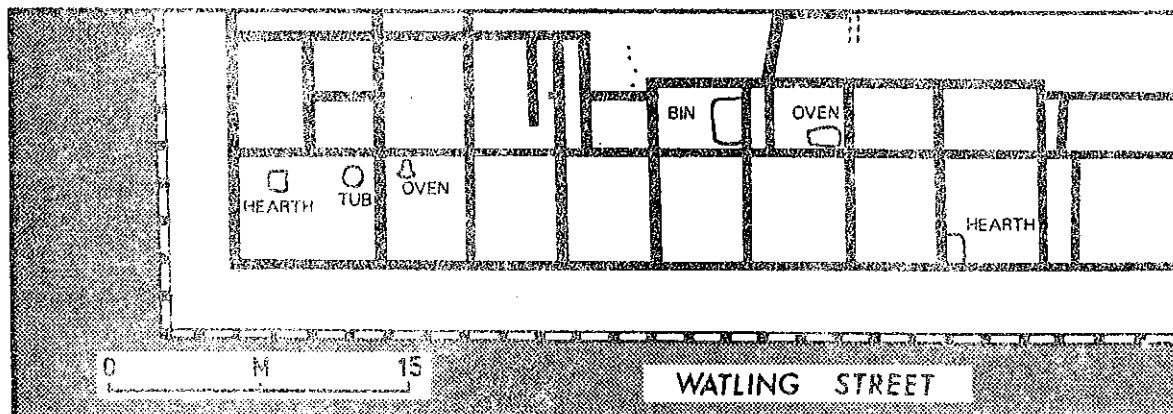 BIN OVEN
HEARTH TUB OVEN
HEARTH
0 M 15
WATLING STREET